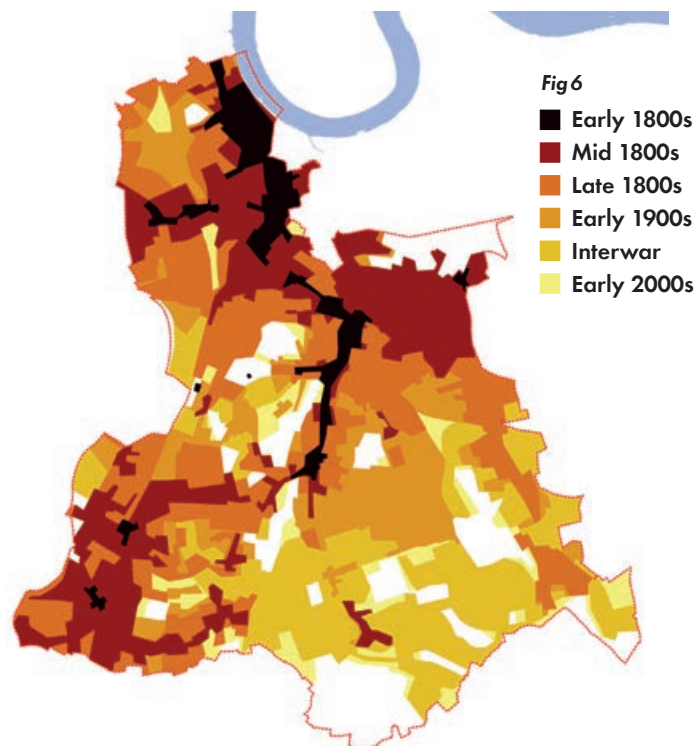 Fig 6
Early 1800s
Mid 1800s
Late 1800s
Early 1900s
Interwar
Early 2000s